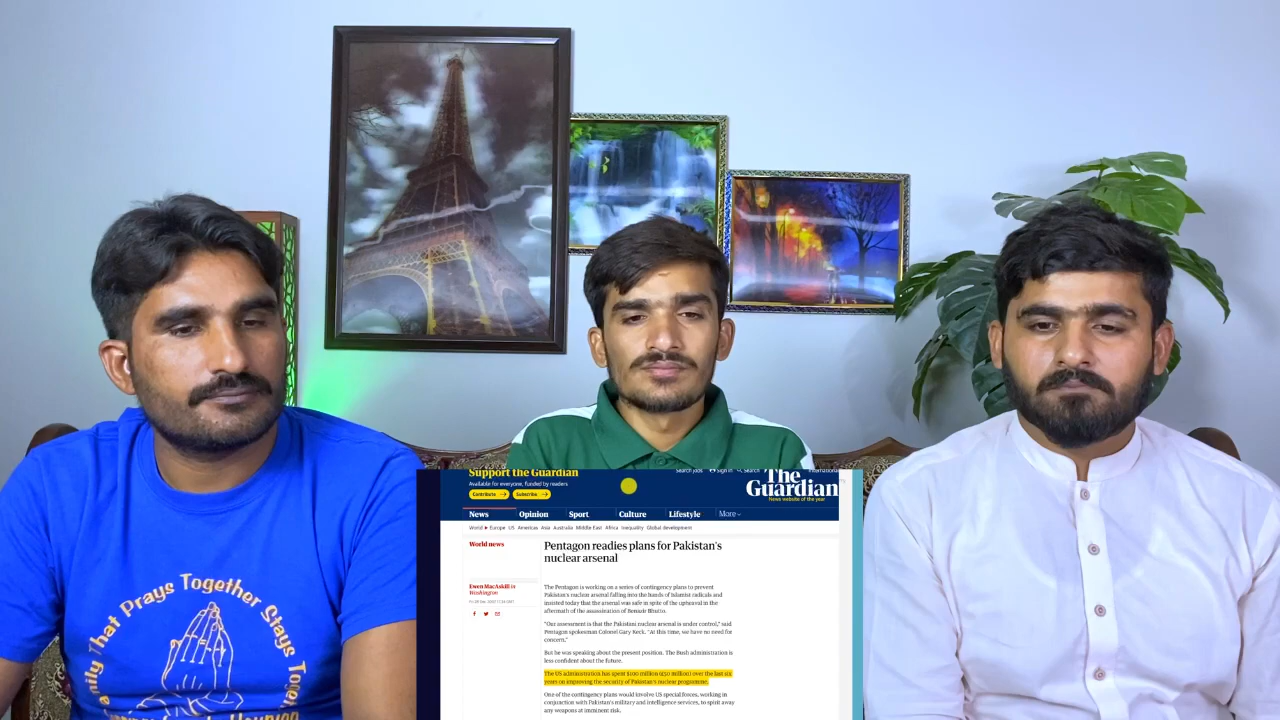 Support the Guardian
Available for everyone, funded by readers
Contribute →
Subscribe →
Search jobs
Sign in
Search
International
The
Guardian
News website of the year
News
Opinion
Sport
Culture
Lifestyle
More
World ▶ Europe US Americas Asia Australia Middle East Africa Inequality Global development
World news
Pentagon readies plans for Pakistan's
nuclear arsenal
Ewen MacAskill in
Washington
The Pentagon is working on a series of contingency plans to prevent
Pakistan's nuclear arsenal falling into the hands of Islamist radicals and
insisted today that the arsenal was safe in spite of the upheaval in the
aftermath of the assassination of Benazir Bhutto.
"Our assessment is that the Pakistani nuclear arsenal is under control," said
Pentagon spokesman Colonel Gary Keck. "At this time, we have no need for
concern."
But he was speaking about the present position. The Bush administration is
less confident about the future.
The US administration has spent $100 million (£50 million) over the last six
years on improving the security of Pakistan's nuclear programme.
One of the contingency plans would involve US special forces, working in
conjunction with Pakistan's military and intelligence services, to spirit away
any weapons at imminent risk.
That Prays Together Stays